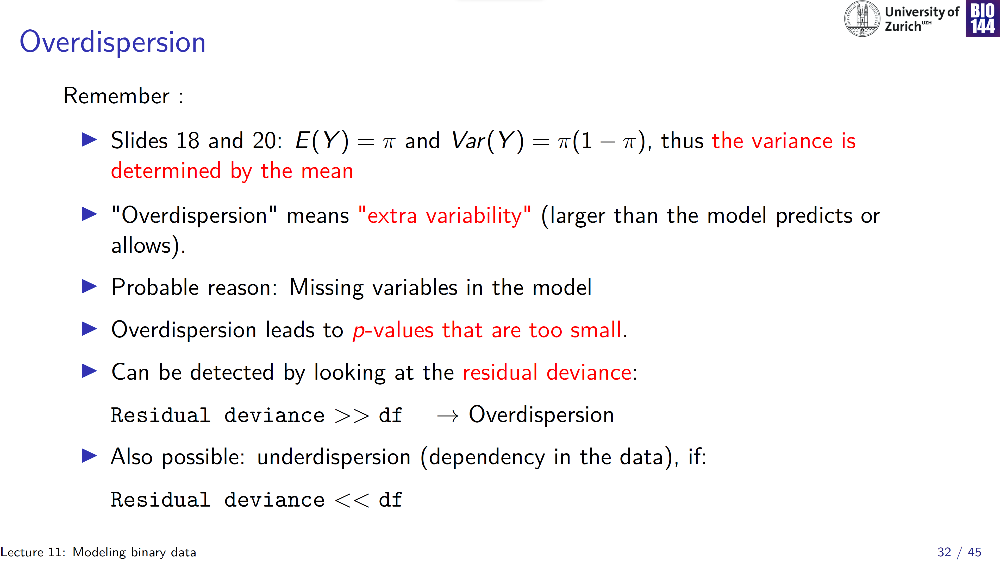 University of
Zurich UZH
BIO
144
Overdispersion
Remember :
Slides 18 and 20: E(Y) = π and Var(Y) = π(1 − π), thus the variance is
determined by the mean
"Overdispersion" means "extra variability" (larger than the model predicts or
allows).
Probable reason: Missing variables in the model
Overdispersion leads to p-values that are too small.
Can be detected by looking at the residual deviance:
Residual deviance >> df → Overdispersion
Also possible: underdispersion (dependency in the data), if:
Residual deviance << df
Lecture 11: Modeling binary data
32 / 45